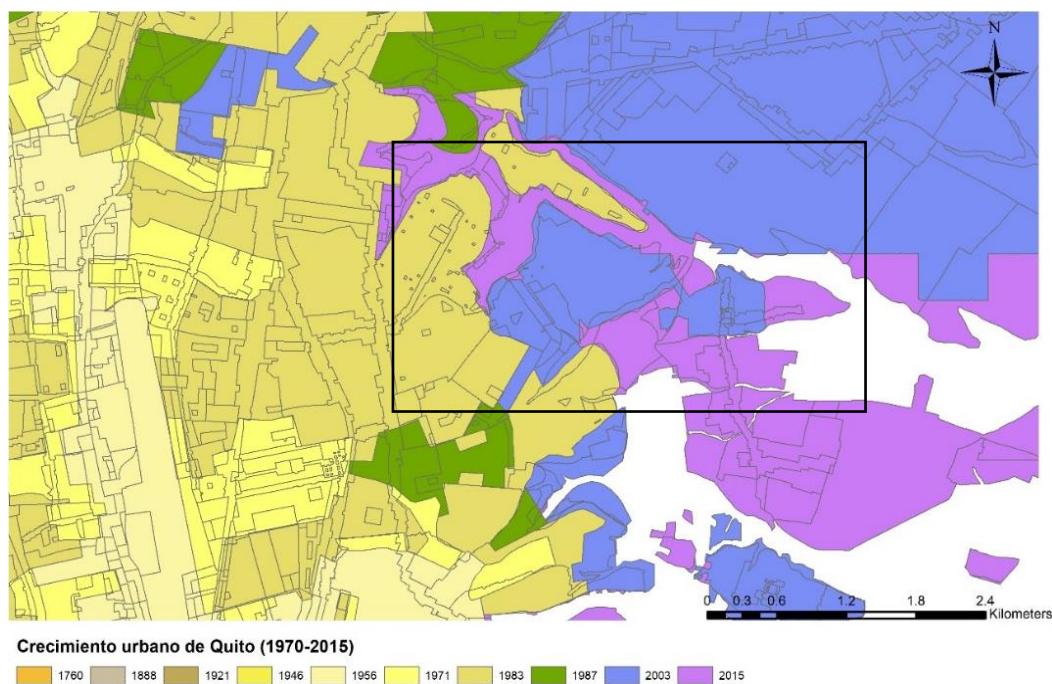 N
0 0.3 0.6 1.2 1.8 2.4
Kilometers
Crecimiento urbano de Quito (1970-2015)
1760 1888 1921 1946 1956 1971 1983 1987 2003 2015